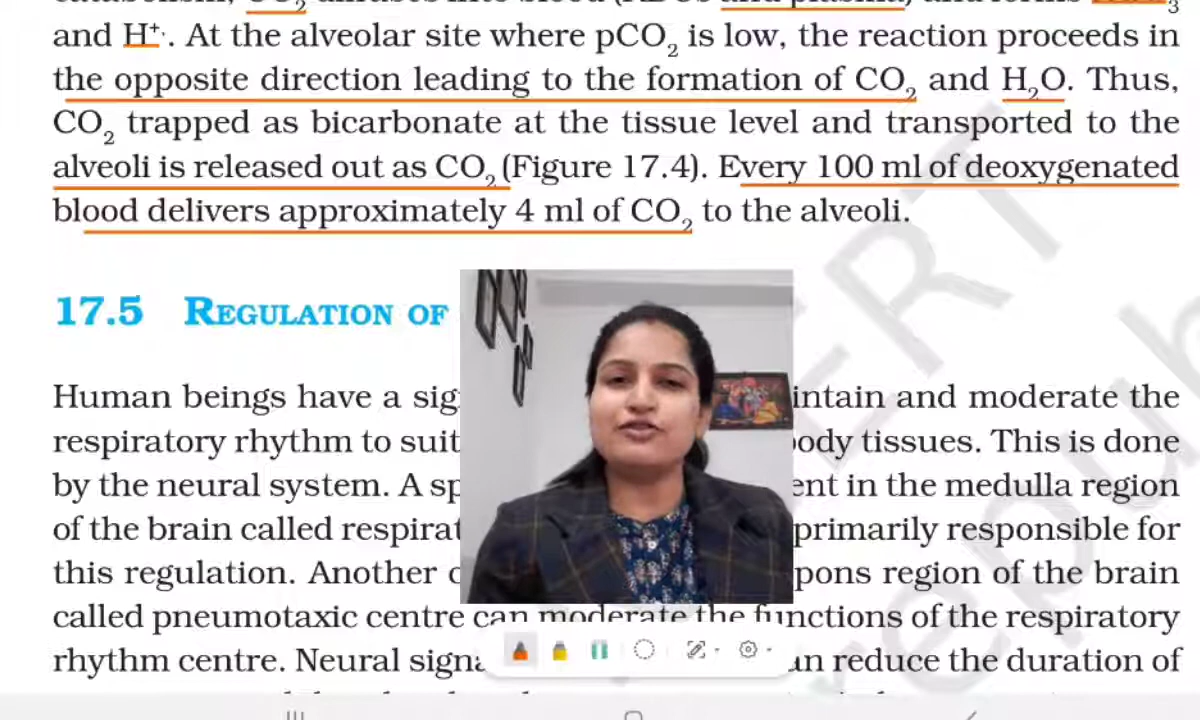 and H⁺. At the alveolar site where pCO₂ is low, the reaction proceeds in
the opposite direction leading to the formation of CO₂ and H₂O. Thus,
CO₂ trapped as bicarbonate at the tissue level and transported to the
alveoli is released out as CO₂ (Figure 17.4). Every 100 ml of deoxygenated
blood delivers approximately 4 ml of CO₂ to the alveoli.
17.5 REGULATION OF
Human beings have a sig intain and moderate the
respiratory rhythm to suit body tissues. This is done
by the neural system. A sp ent in the medulla region
of the brain called respirat primarily responsible for
this regulation. Another pons region of the brain
called pneumotaxic centre can moderate the functions of the respiratory
rhythm centre. Neural signa an reduce the duration of